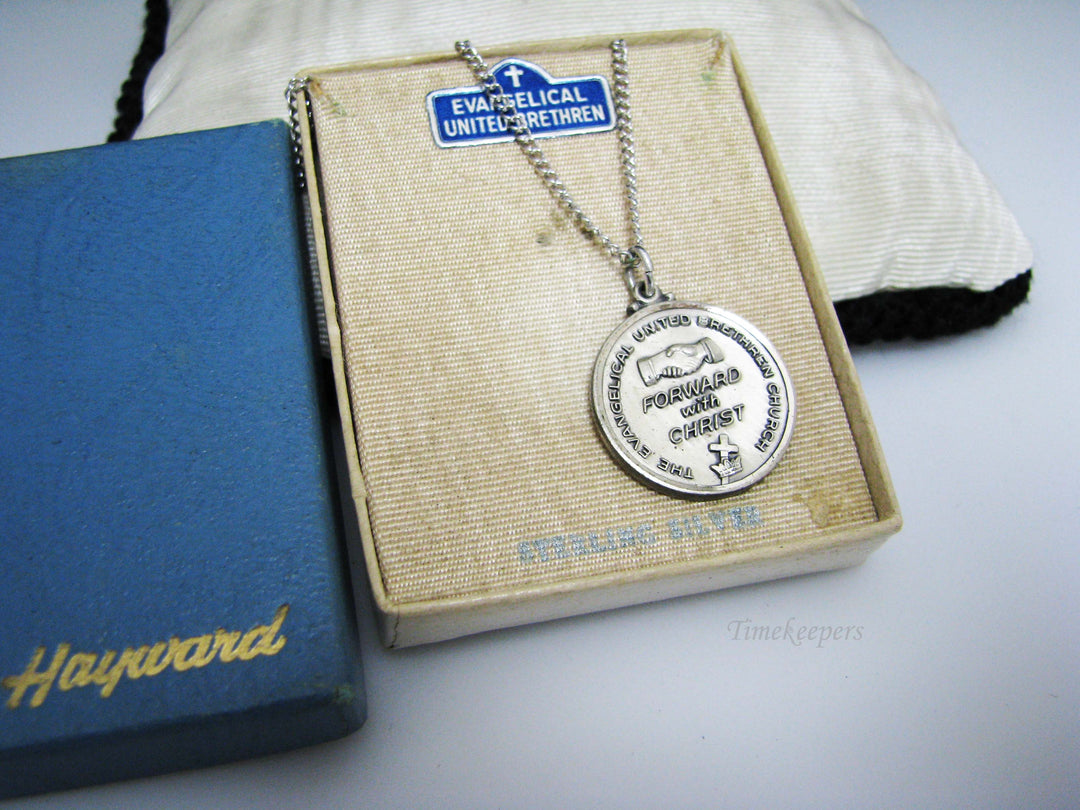 EVANGELICAL
UNITED BRETHREN
THE EVANGELICAL UNITED BRETHREN CHURCH
FORWARD
with
CHRIST
STERLING SILVER
Hayward
Timekeepers